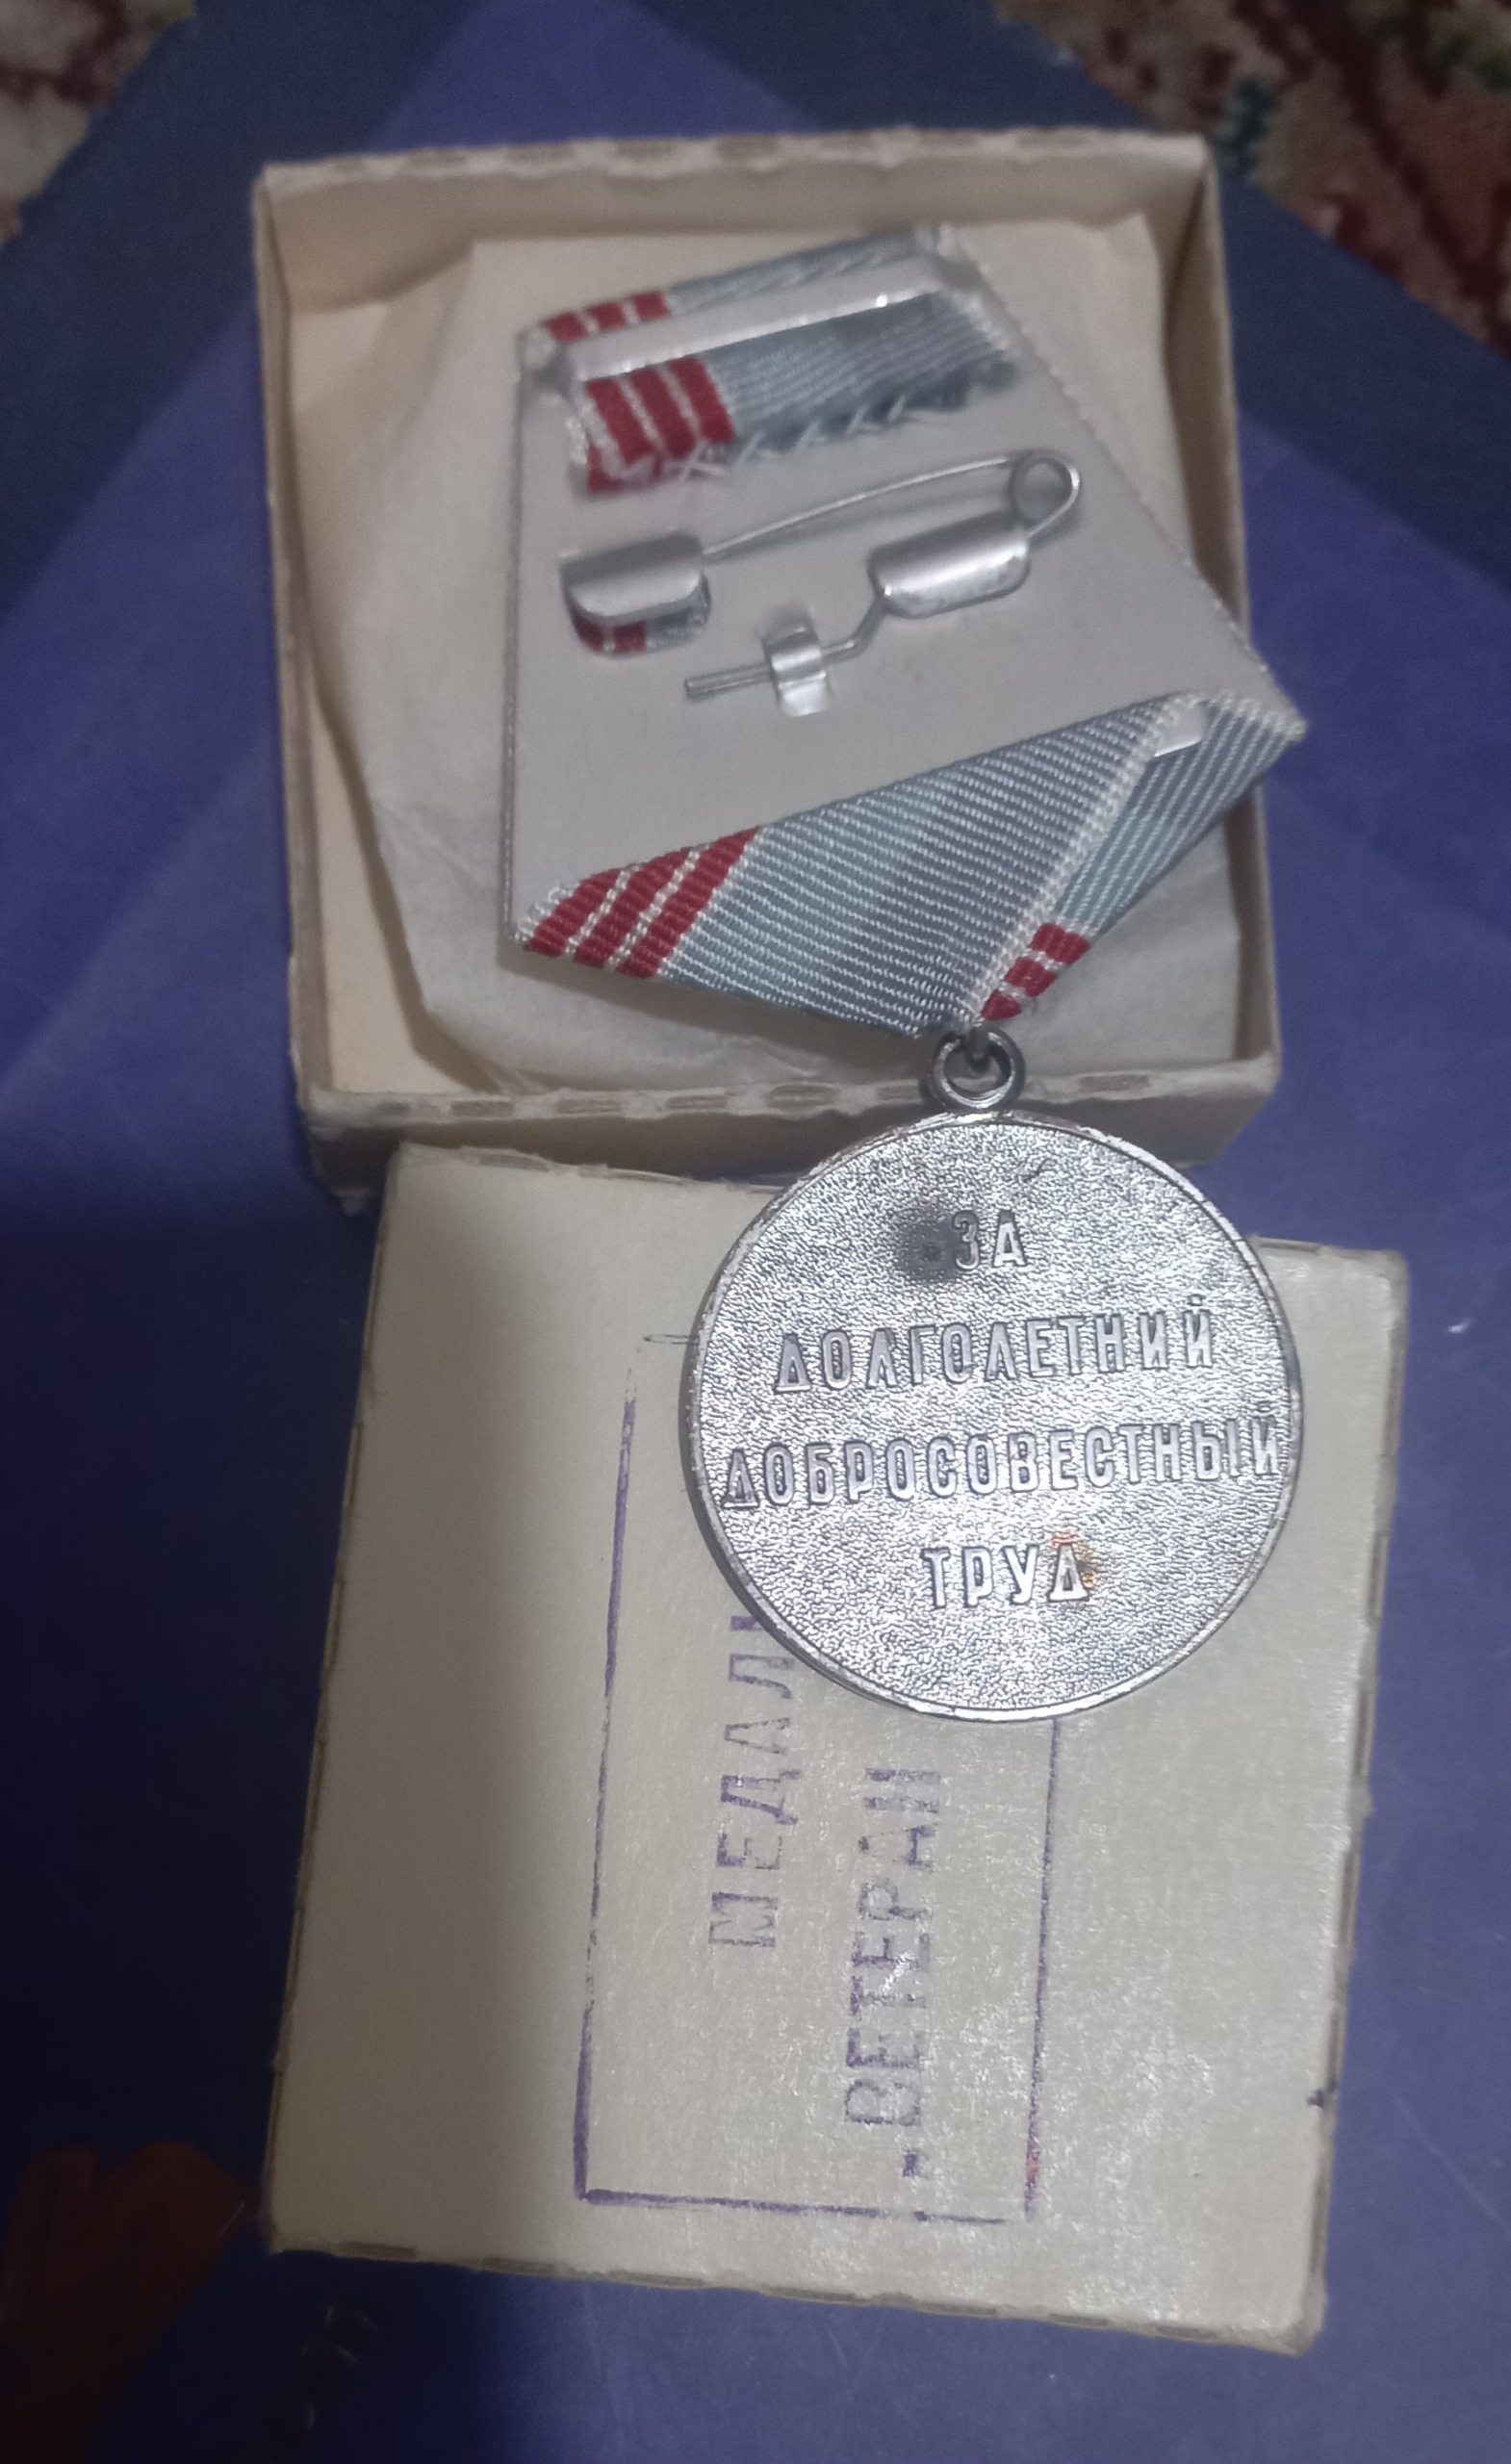 ЗА
ДОЛГОЛЕТНИЙ
ДОБРОСОВЕСТНЫЙ
ТРУД
МЕДАЛ
„ВЕТЕРАН